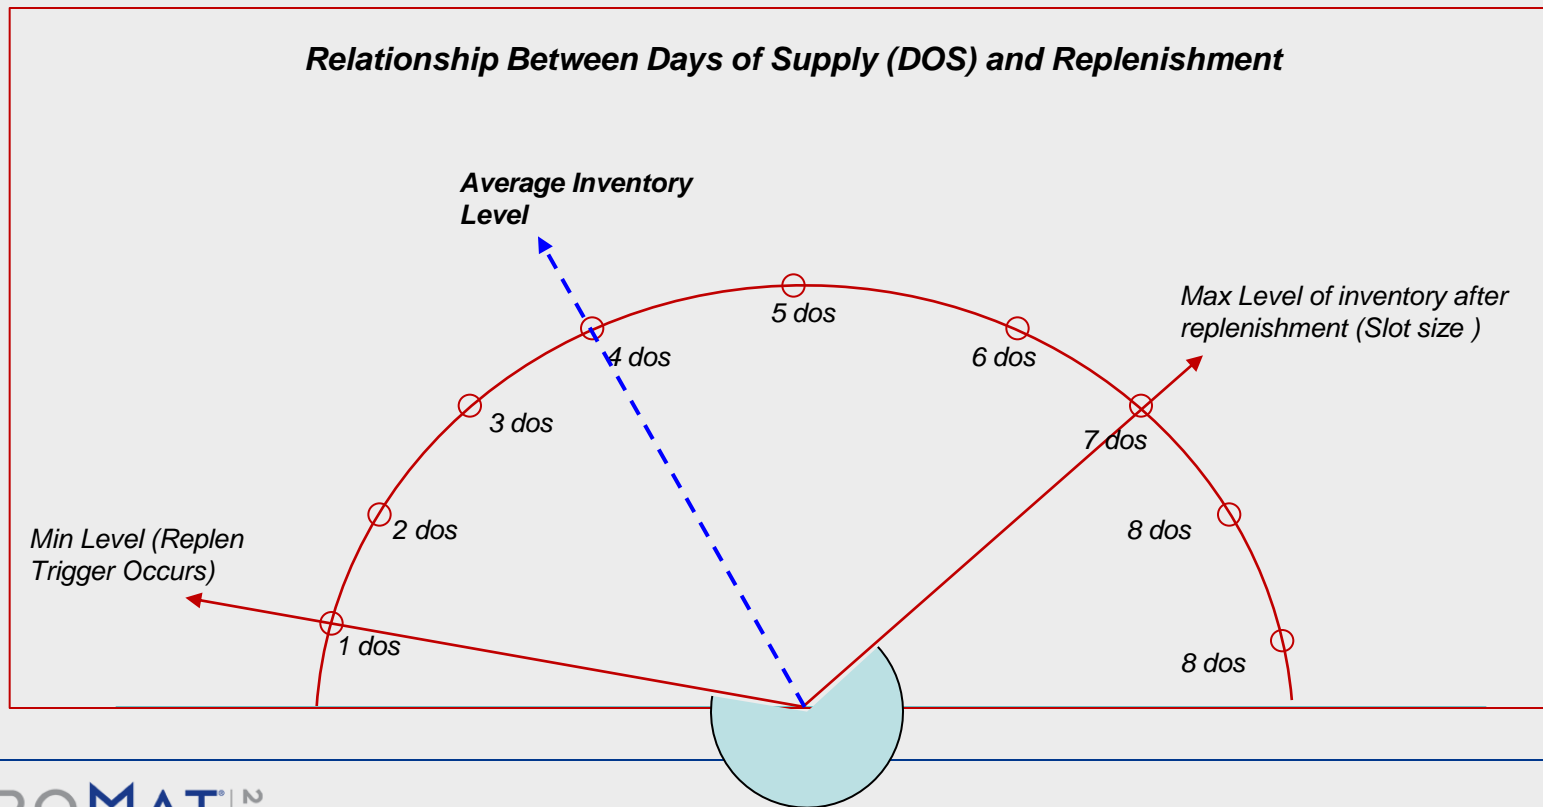 Relationship Between Days of Supply (DOS) and Replenishment
Average Inventory
Level
Max Level of inventory after
replenishment (Slot size )
5 dos
4 dos
6 dos
3 dos
7 dos
2 dos
8 dos
Min Level (Replen
Trigger Occurs)
1 dos
8 dos